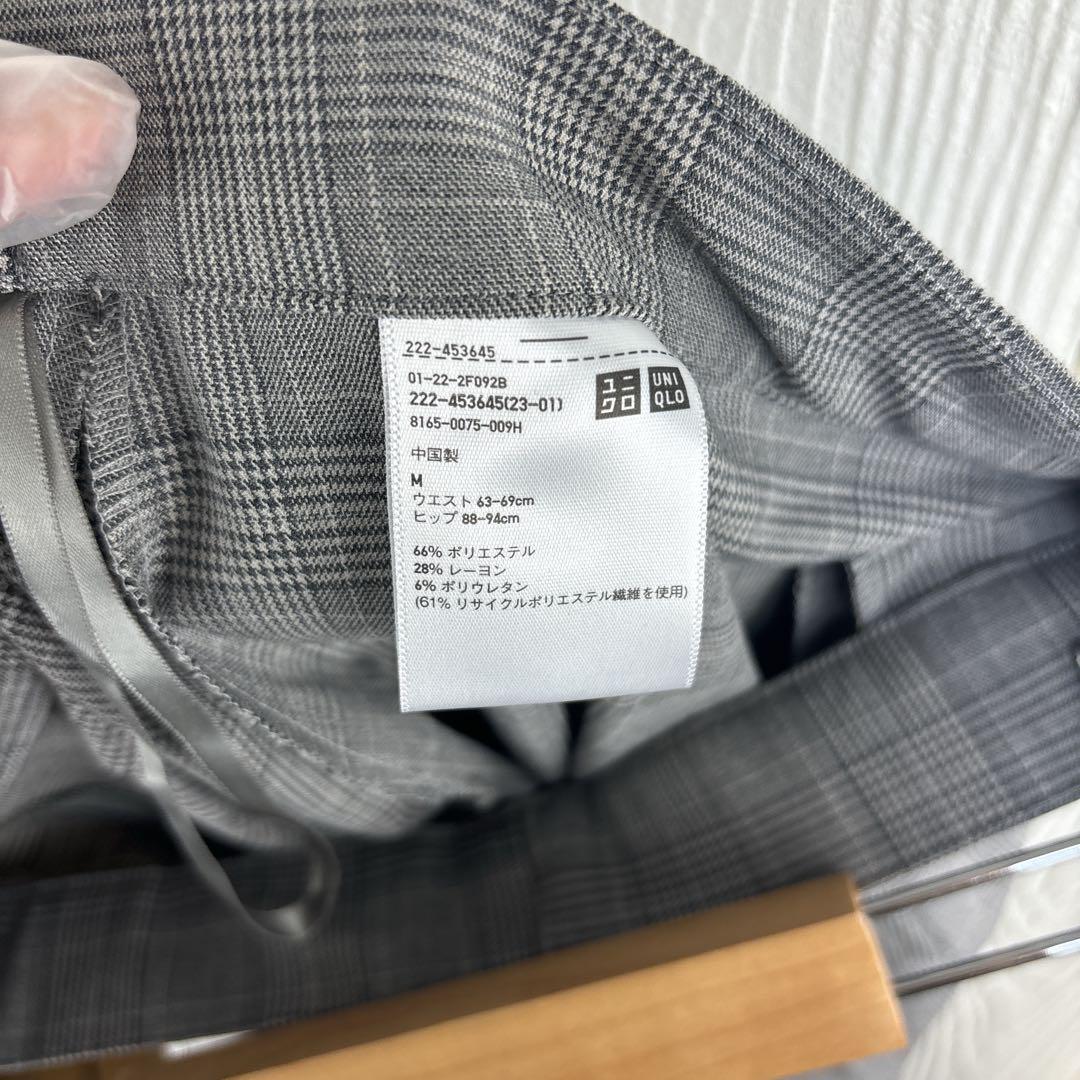 222-453645
01-22-2F092B
222-453645(23-01)
8165-0075-009H
ユニ
クロ
UNI
QLO
中国製
M
ウエスト 63-69cm
ヒップ 88-94cm
66% ポリエステル
28% レーヨン
6% ポリウレタン
(61% リサイクルポリエステル繊維を使用)